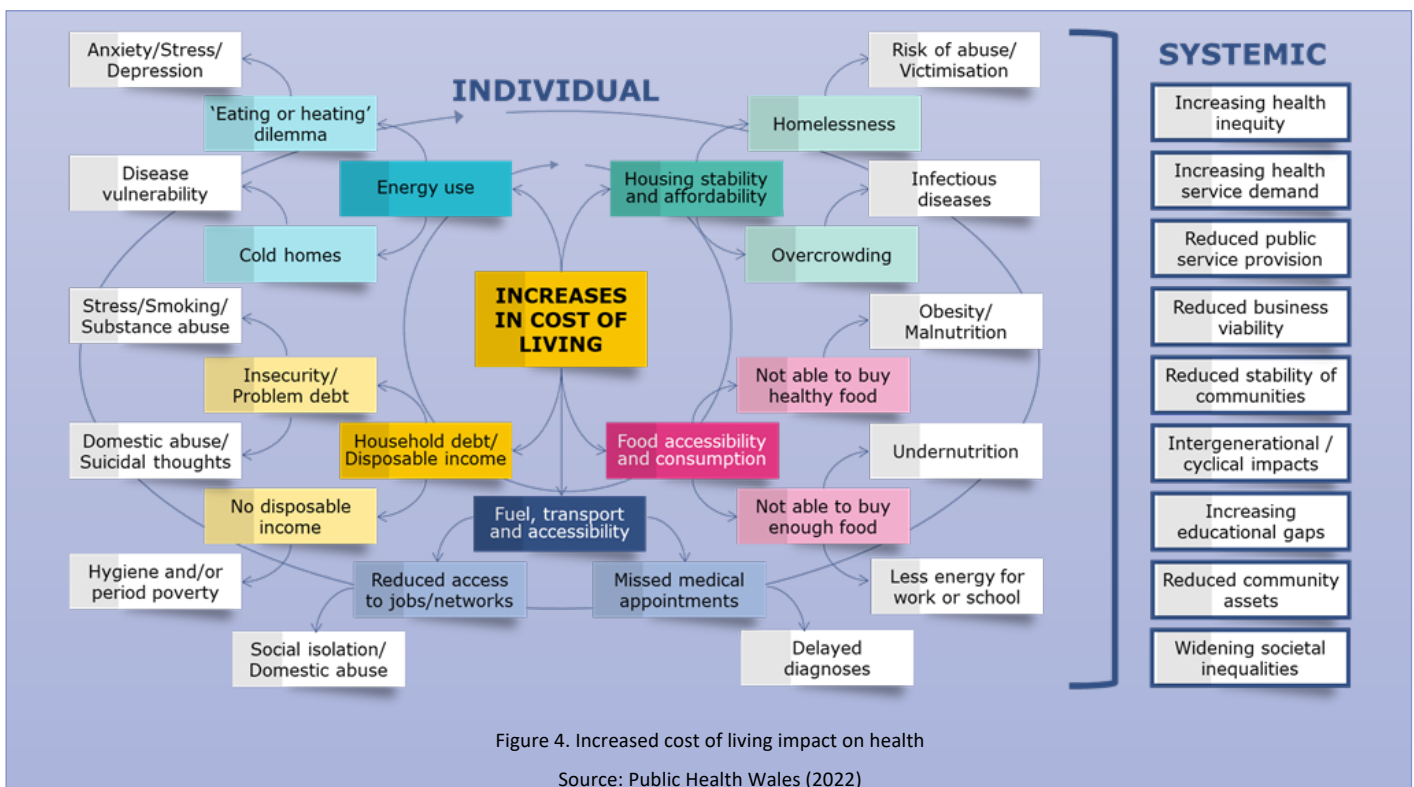 INDIVIDUAL
Anxiety/Stress/
Depression
'Eating or heating'
dilemma
Energy use
Disease
vulnerability
Cold homes
Risk of abuse/
Victimisation
Homelessness
Housing stability
and affordability
Infectious
diseases
Overcrowding
INCREASES
IN COST OF
LIVING
Stress/Smoking/
Substance abuse
Insecurity/
Problem debt
Household debt/
Disposable income
Domestic abuse/
Suicidal thoughts
No disposable
income
Hygiene and/or
period poverty
Obesity/
Malnutrition
Not able to buy
healthy food
Food accessibility
and consumption
Undernutrition
Not able to buy
enough food
Less energy for
work or school
Fuel, transport
and accessibility
Reduced access
to jobs/networks
Social isolation/
Domestic abuse
Missed medical
appointments
Delayed
diagnoses
SYSTEMIC
Increasing health
inequity
Increasing health
service demand
Reduced public
service provision
Reduced business
viability
Reduced stability of
communities
Intergenerational /
cyclical impacts
Increasing
educational gaps
Reduced community
assets
Widening societal
inequalities
Figure 4. Increased cost of living impact on health
Source: Public Health Wales (2022)